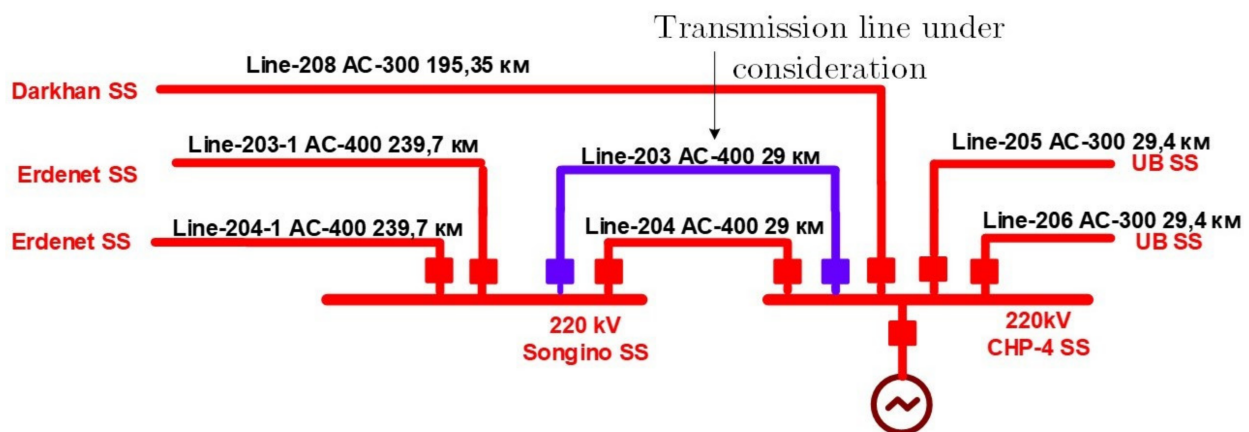 Transmission line under
consideration
Line-208 AC-300 195,35 км
Darkhan SS
Line-203-1 AC-400 239,7 км
Erdenet SS
Line-203 AC-400 29 км
Line-205 AC-300 29,4 км
UB SS
Line-204-1 AC-400 239,7 км
Erdenet SS
Line-204 AC-400 29 км
Line-206 AC-300 29,4 км
UB SS
220 kV
Songino SS
220kV
CHP-4 SS